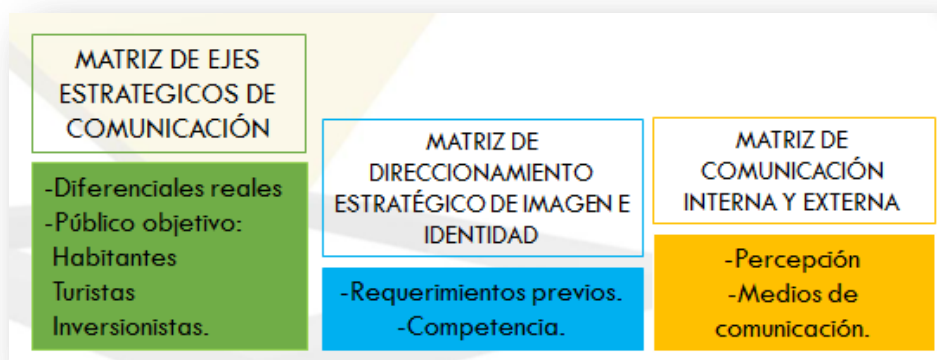 MATRIZ DE EJES
ESTRATEGICOS DE
COMUNICACIÓN
-Diferenciales reales
-Público objetivo:
Habitantes
Turistas
Inversionistas.
MATRIZ DE
DIRECCIONAMIENTO
ESTRATÉGICO DE IMAGEN E
IDENTIDAD
-Requerimientos previos.
-Competencia.
MATRIZ DE
COMUNICACIÓN
INTERNA Y EXTERNA
-Percepción
-Medios de
comunicación.